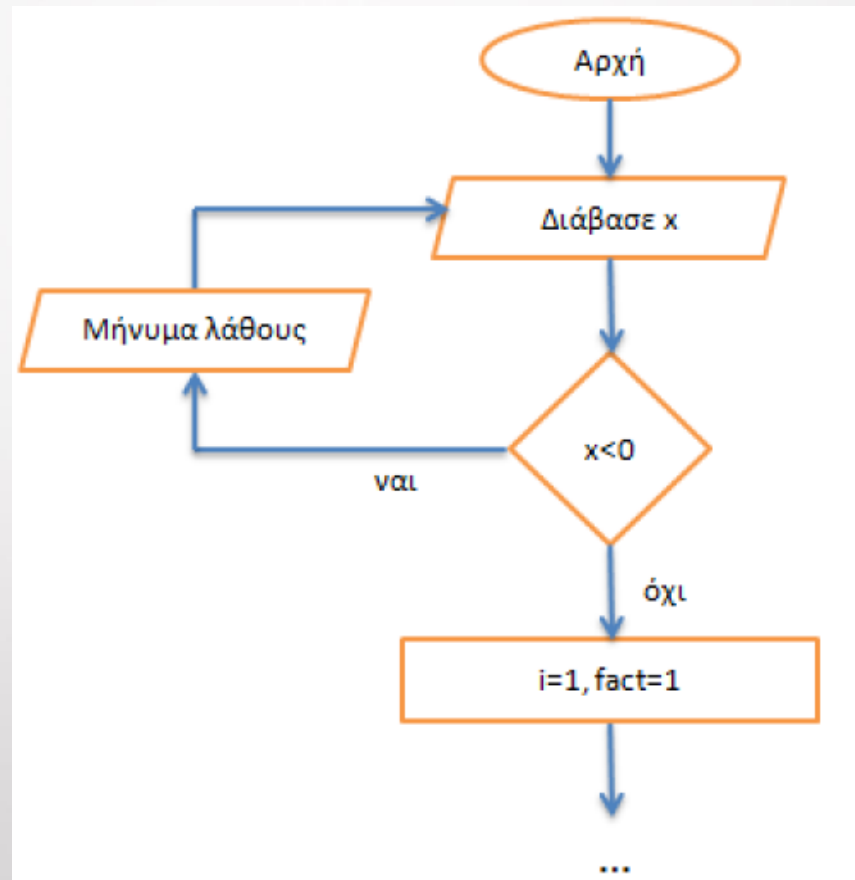 Αρχή
Διάβασε x
Μήνυμα λάθους
x<0
ναι
όχι
i=1, fact=1
...